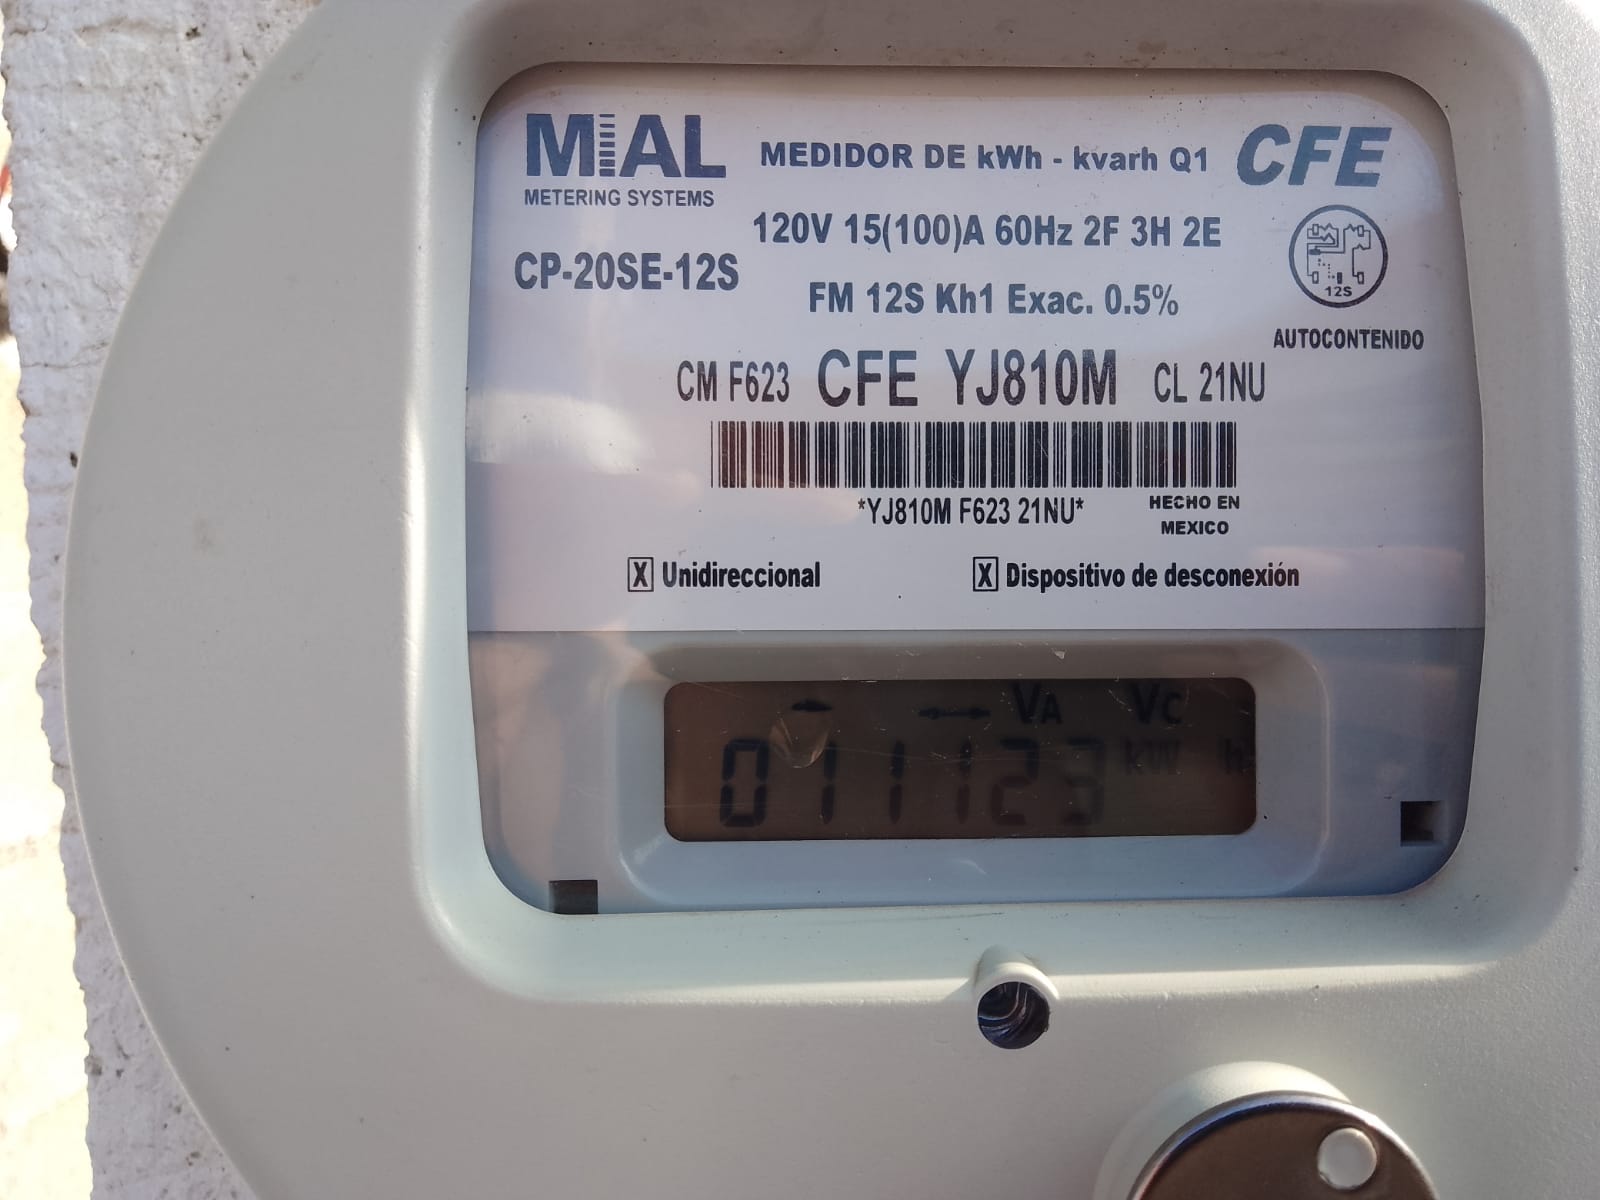 MIAL
METERING SYSTEMS
MEDIDOR DE kWh - kvarh Q1
CFE
120V 15(100)A 60Hz 2F 3H 2E
CP-20SE-12S
FM 12S Kh1 Exac. 0.5%
12S
AUTOCONTENIDO
CM F623 CFE YJ810M CL 21NU
*YJ810M F623 21NU*
HECHO EN
MEXICO
X Unidireccional
X Dispositivo de desconexión
VA VC
kW h